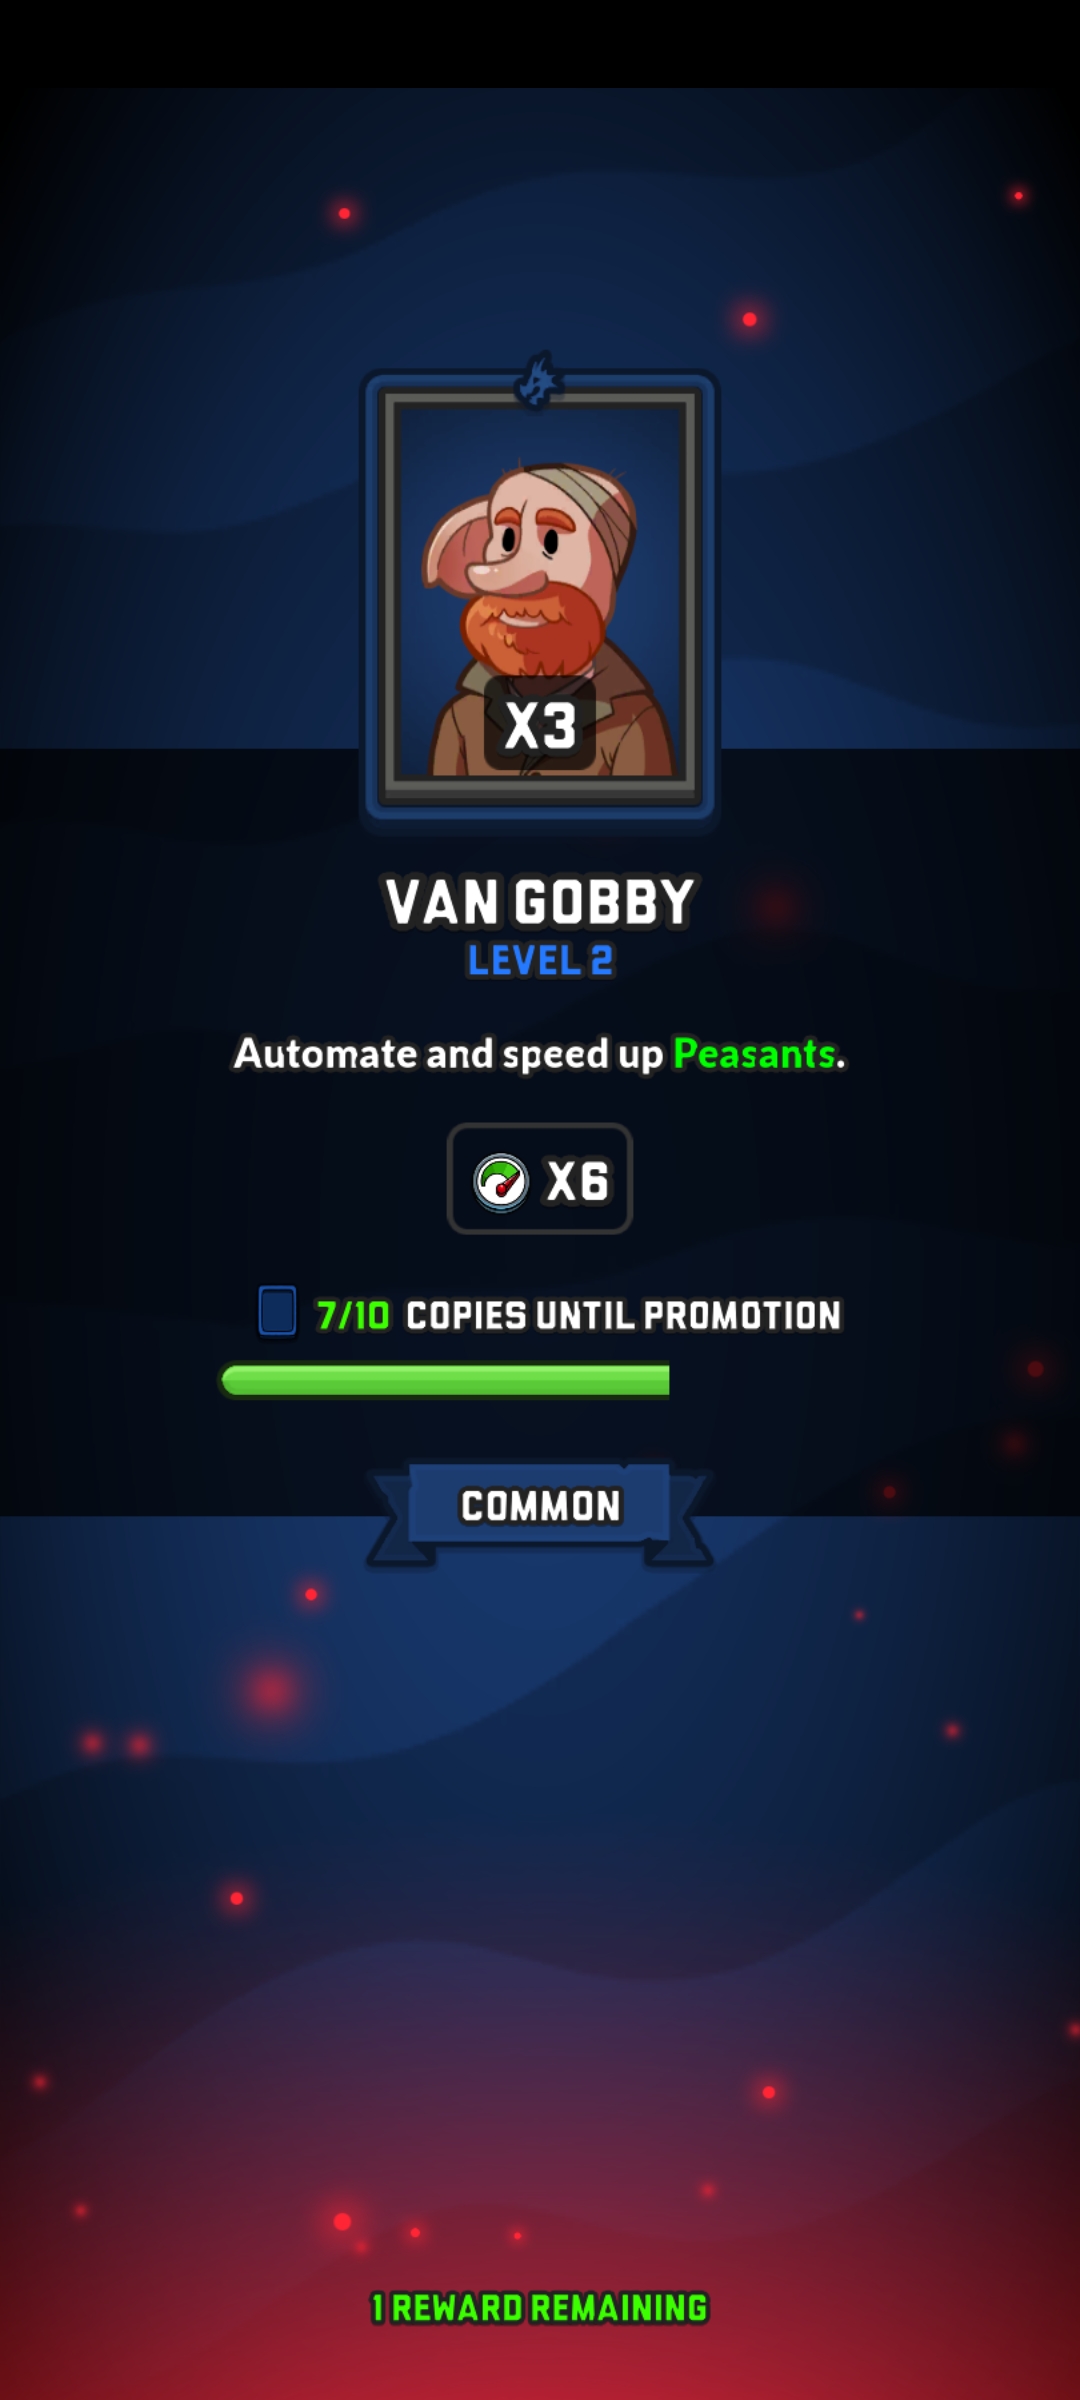 X3
VAN GOBBY
LEVEL 2
Automate and speed up Peasants.
X6
7/10 COPIES UNTIL PROMOTION
COMMON
1 REWARD REMAINING